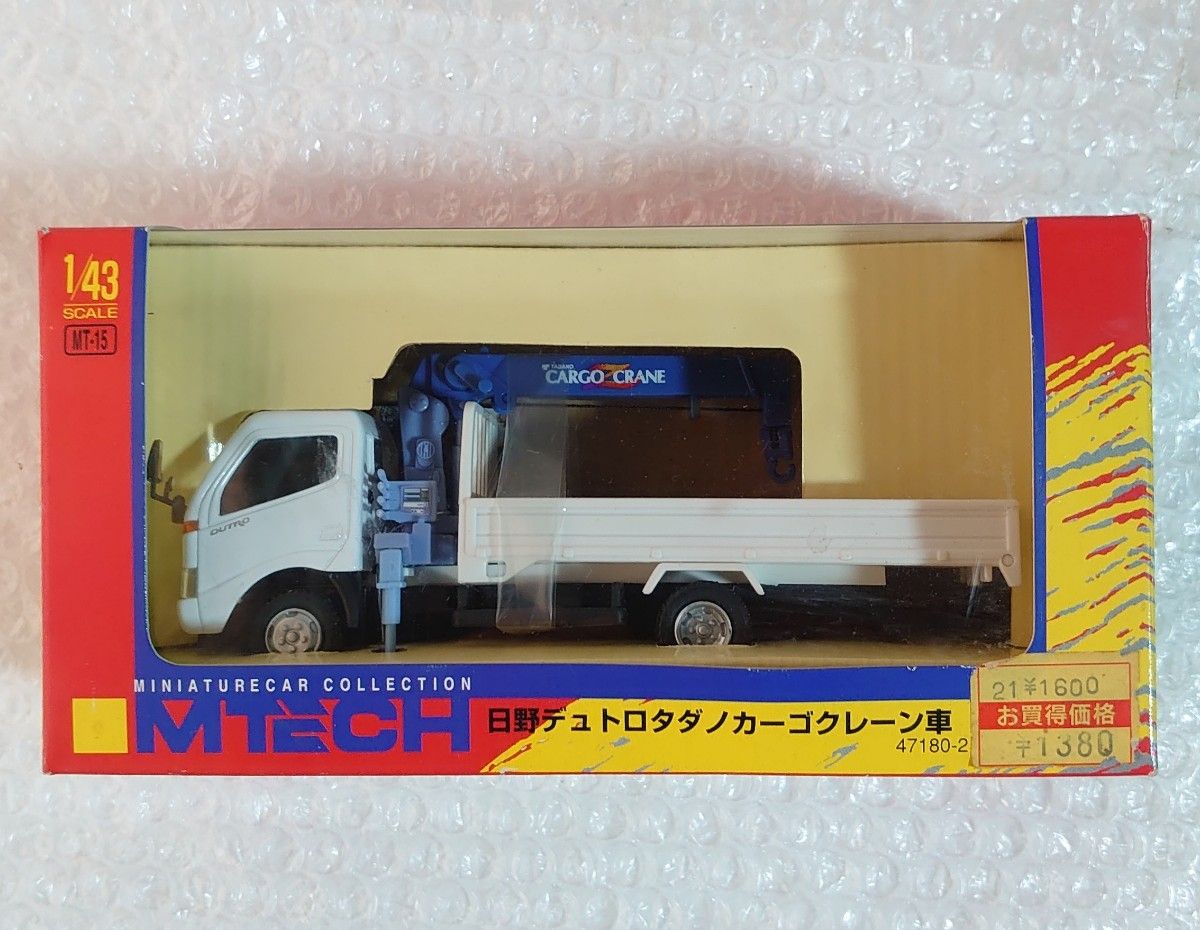 1/43
SCALE
MT-15
TADANO
CARGO Z CRANE
DUTRO
MINIATURECAR COLLECTION
MTECH
日野デュトロタダノカーゴクレーン車
47180-2
21 ¥1600
お買得価格
〒1380